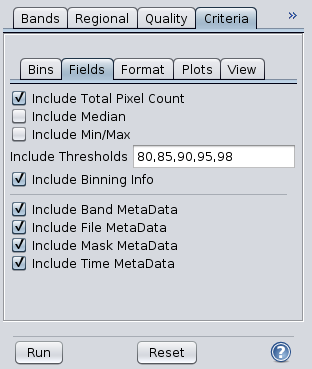 Bands Regional Quality Criteria »
Bins Fields Format Plots View
Include Total Pixel Count
Include Median
Include Min/Max
Include Thresholds 80,85,90,95,98
Include Binning Info
Include Band MetaData
Include File MetaData
Include Mask MetaData
Include Time MetaData
Run Reset ?